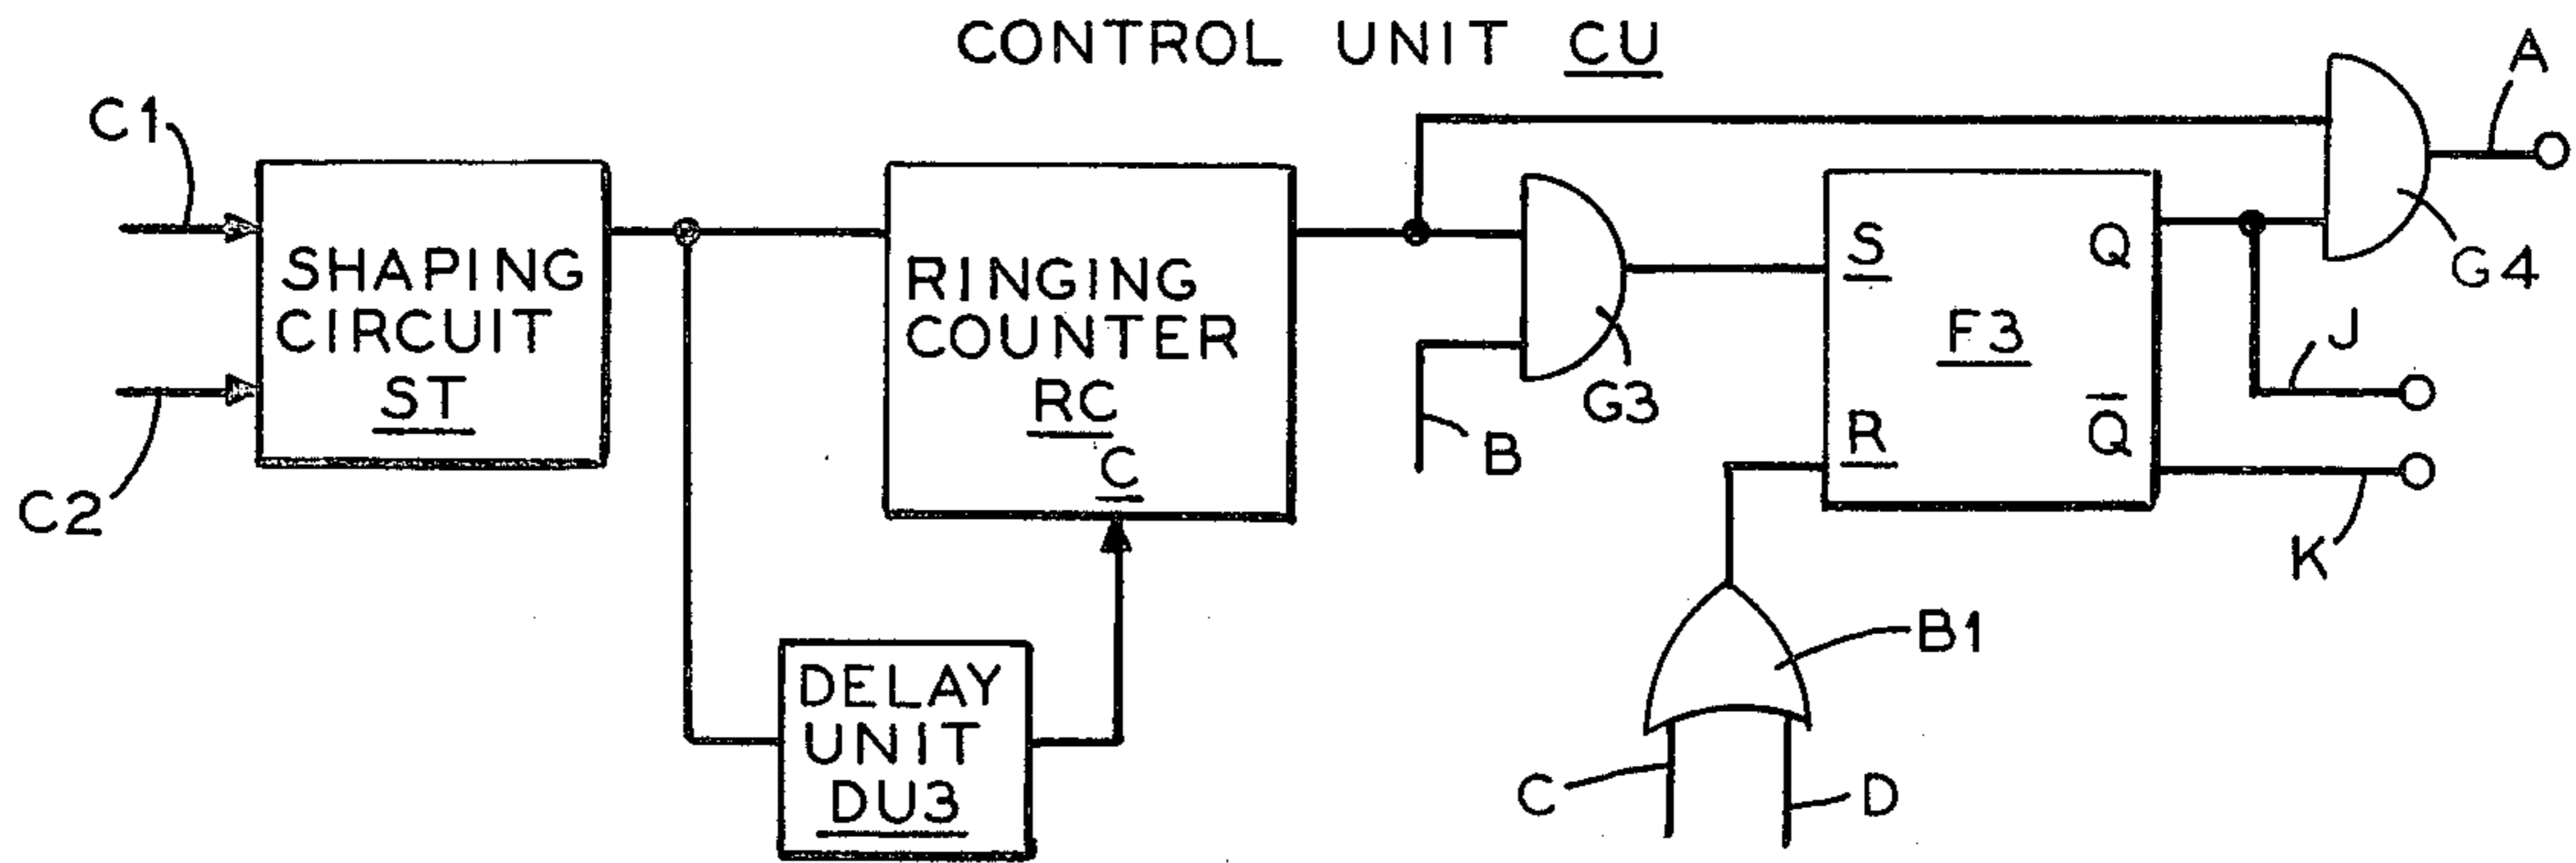 CONTROL UNIT CU
A
C1
SHAPING
CIRCUIT
ST
C2
RINGING
COUNTER
RC
C
G3
B
S
Q
F3
R
Q̅
G4
J
K
DELAY
UNIT
DU3
B1
C
D